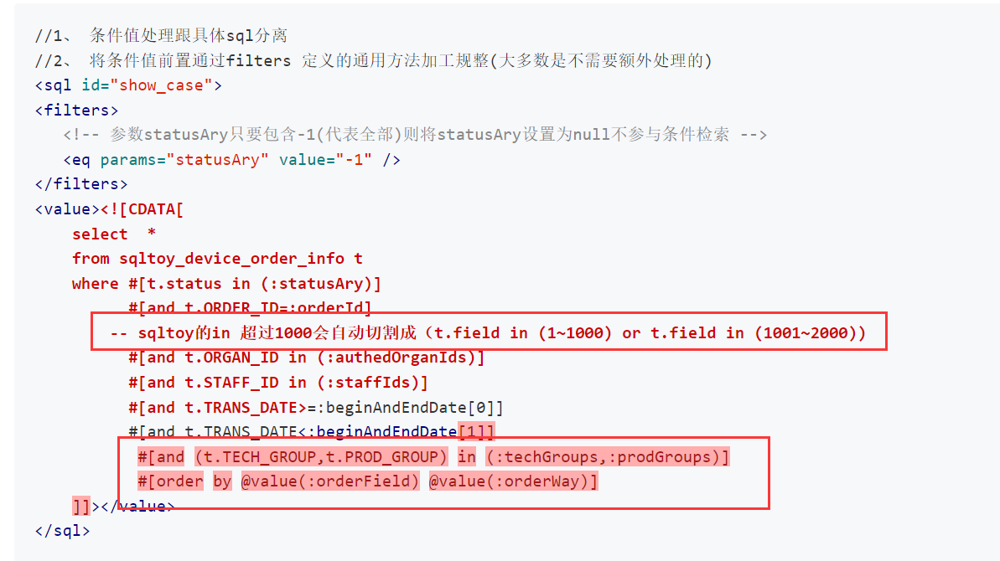 //1、 条件值处理跟具体sql分离
//2、 将条件值前置通过filters 定义的通用方法加工规整(大多数是不需要额外处理的)
<sql id="show_case">
<filters>
<!-- 参数statusAry只要包含-1(代表全部)则将statusAry设置为null不参与条件检索 -->
<eq params="statusAry" value="-1" />
</filters>
<value><![CDATA[
select *
from sqltoy_device_order_info t
where #[t.status in (:statusAry)]
#[and t.ORDER_ID=:orderId]
-- sqltoy的in 超过1000会自动切割成（t.field in (1~1000) or t.field in (1001~2000))
#[and t.ORGAN_ID in (:authedOrganIds)]
#[and t.STAFF_ID in (:staffIds)]
#[and t.TRANS_DATE>=:beginAndEndDate[0]]
#[and t.TRANS_DATE<:beginAndEndDate[1]]
#[and (t.TECH_GROUP,t.PROD_GROUP) in (:techGroups,:prodGroups)]
#[order by @value(:orderField) @value(:orderWay)]
]]></value>
</sql>